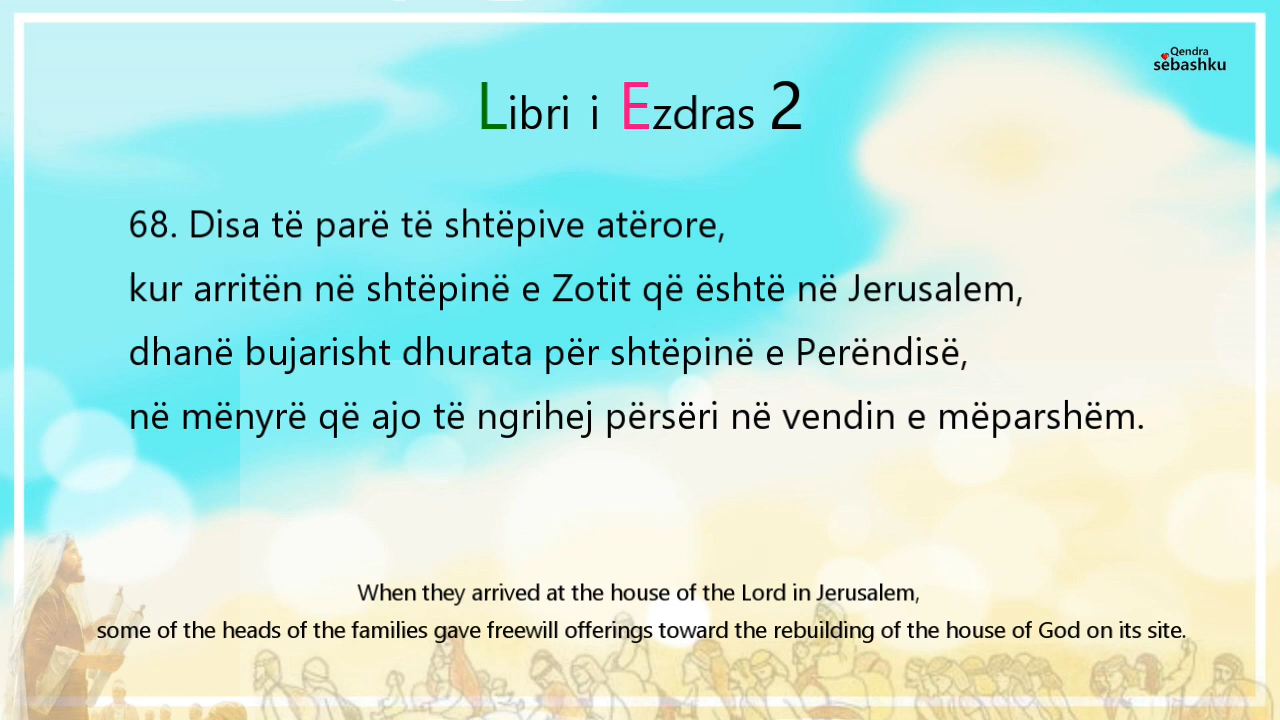 Qendra
sëbashku
Libri i Ezdras 2
68. Disa të parë të shtëpive atërore,
kur arritën në shtëpinë e Zotit që është në Jerusalem,
dhanë bujarisht dhurata për shtëpinë e Perëndisë,
në mënyrë që ajo të ngrihej përsëri në vendin e mëparshëm.
When they arrived at the house of the Lord in Jerusalem,
some of the heads of the families gave freewill offerings toward the rebuilding of the house of God on its site.